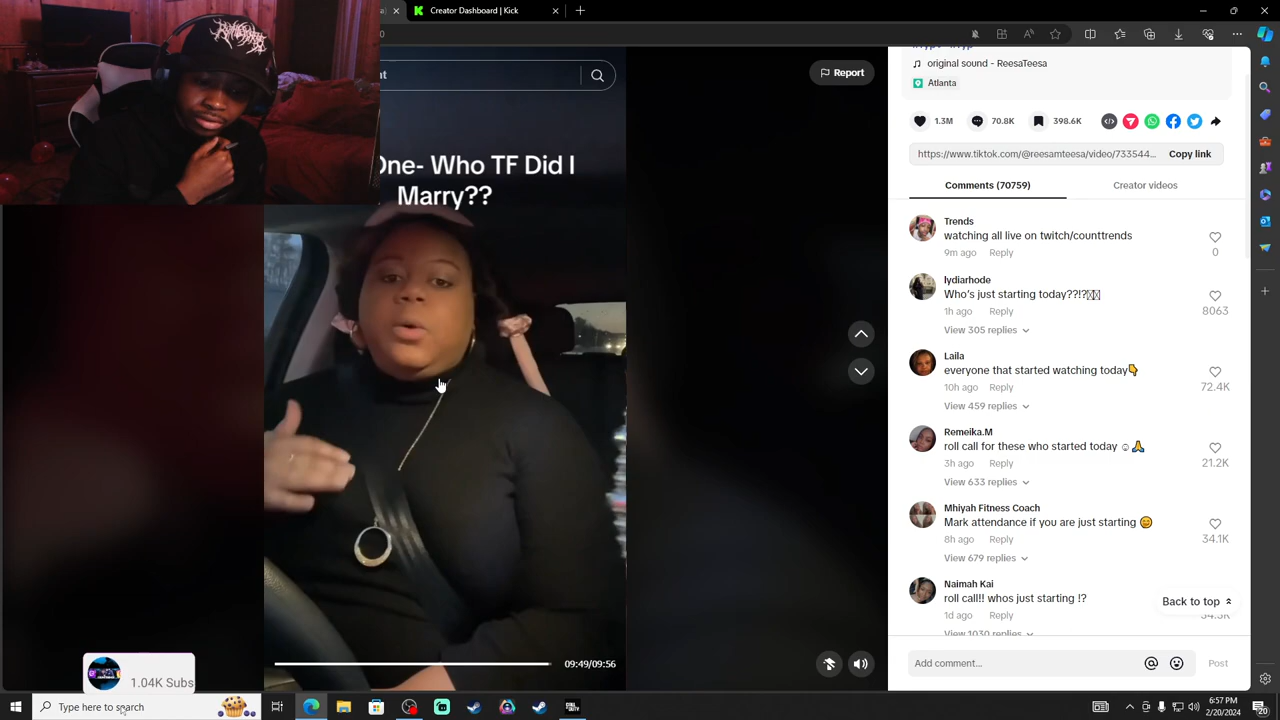 Creator Dashboard | Kick
nt
Report
One- Who TF Did I
Marry??
original sound - ReesaTeesa
Atlanta
1.3M
70.8K
398.6K
https://www.tiktok.com/@reesamteesa/video/733544...
Copy link
Comments (70759)
Creator videos
Trends
watching all live on twitch/counttrends
9m ago Reply
0
lydiarhode
Who's just starting today??!?
1h ago Reply
8063
View 305 replies
Laila
everyone that started watching today👇
10h ago Reply
72.4K
View 459 replies
Remeika.M
roll call for these who started today ☺🙏
3h ago Reply
21.2K
View 633 replies
Mhiyah Fitness Coach
Mark attendance if you are just starting 😊
8h ago Reply
34.1K
View 679 replies
Naimah Kai
roll call!! whos just starting !?
1d ago Reply
View 1030 replies
Back to top
09:49/09:56
Add comment...
Post
1.04K Subs
Type here to search
6:57 PM
2/20/2024